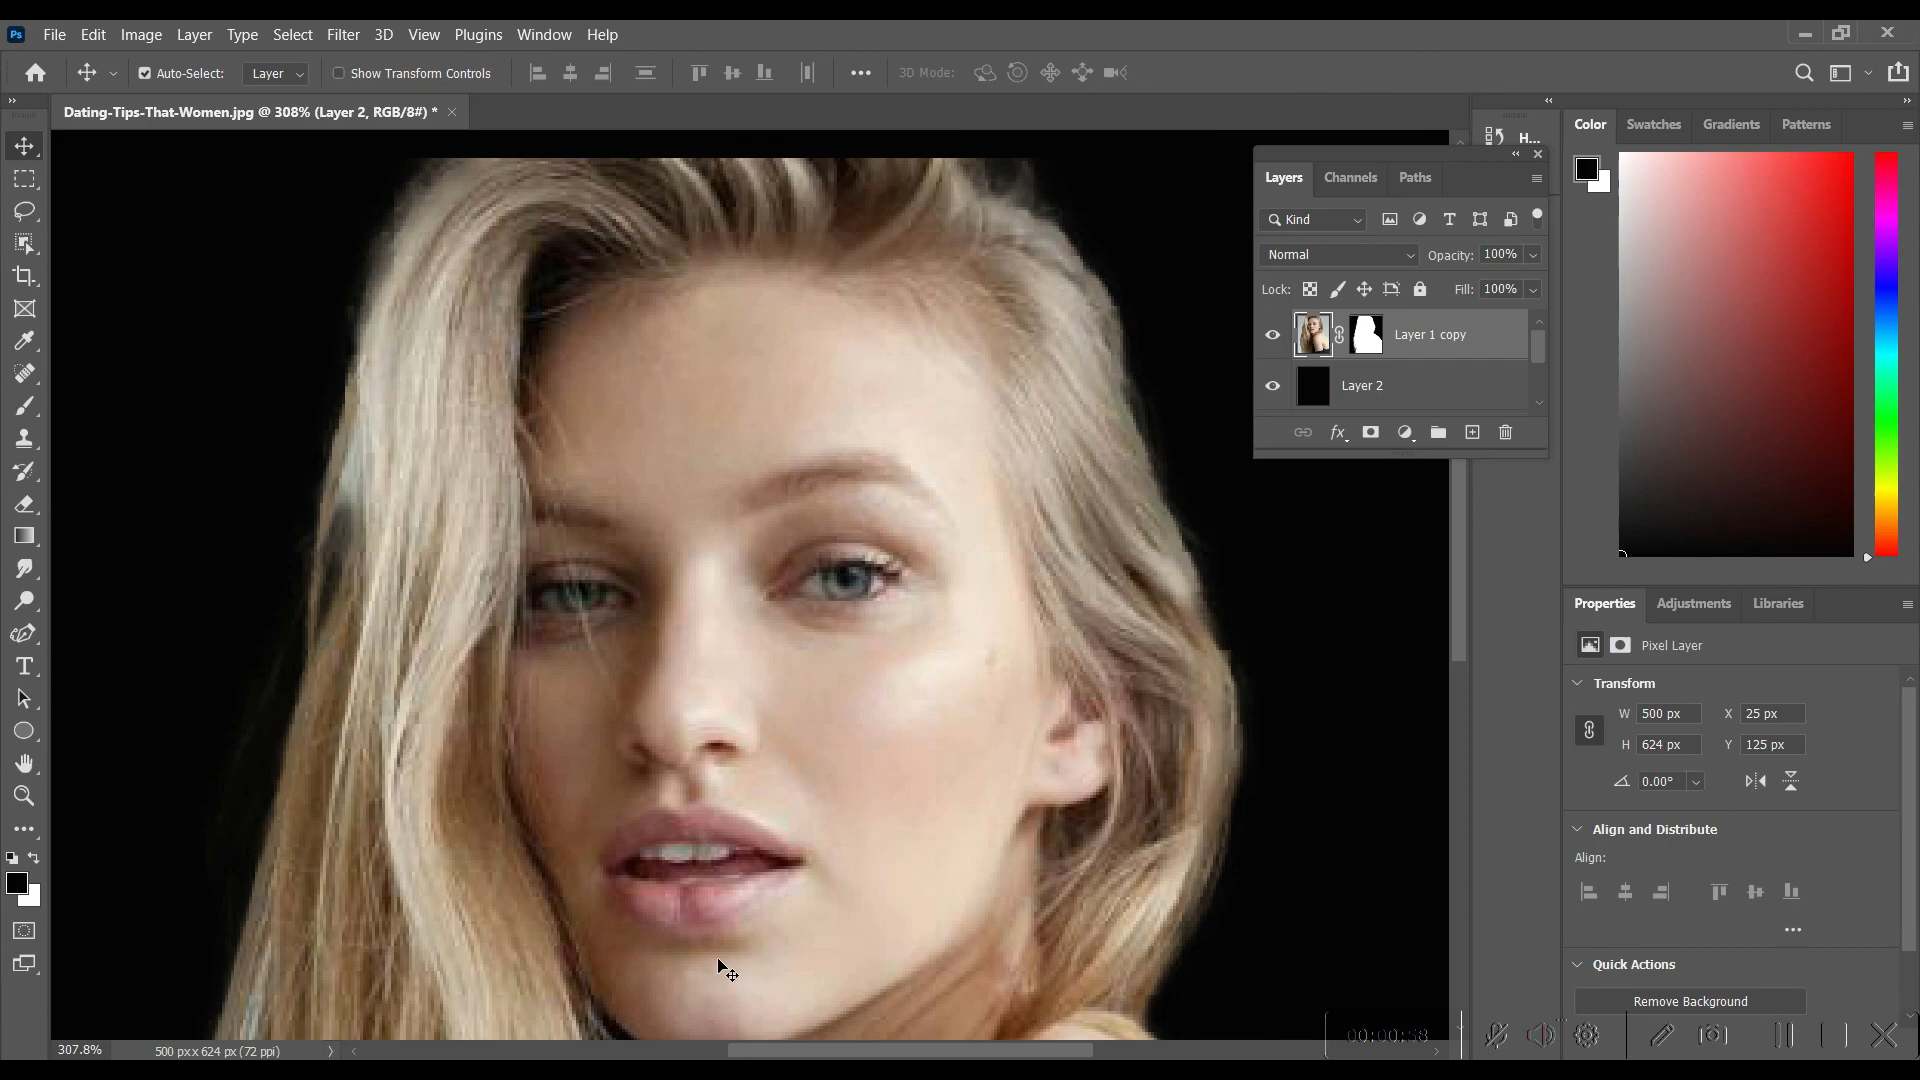 Ps File Edit Image Layer Type Select Filter 3D View Plugins Window Help
Auto-Select: Layer Show Transform Controls 3D Mode:
Dating-Tips-That-Women.jpg @ 308% (Layer 2, RGB/8#) *
H...
Layers Channels Paths
Kind
Normal Opacity: 100%
Lock: Fill: 100%
Layer 1 copy
Layer 2
Color Swatches Gradients Patterns
Properties Adjustments Libraries
Pixel Layer
Transform
W 500 px X 25 px
H 624 px Y 125 px
0.00°
Align and Distribute
Align:
Quick Actions
Remove Background
307.8% 500 px x 624 px (72 ppi)